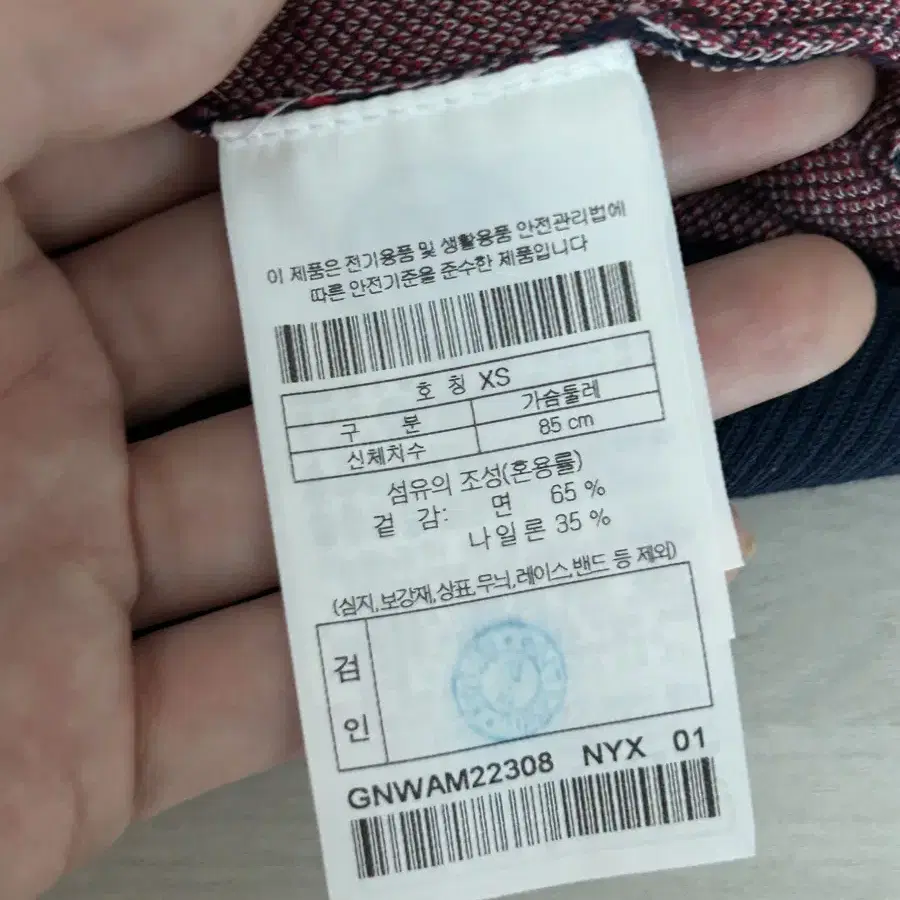 이 제품은 전기용품 및 생활용품 안전관리법에
따른 안전기준을 준수한 제품입니다
호 칭 XS
구 분 가슴둘레
신체치수 85 cm
섬유의 조성(혼용률)
겉 감: 면 65 %
나일론 35 %
(심지,보강재,상표,무늬,레이스,밴드 등 제외)
검
인
GNWAM22308 NYX 01